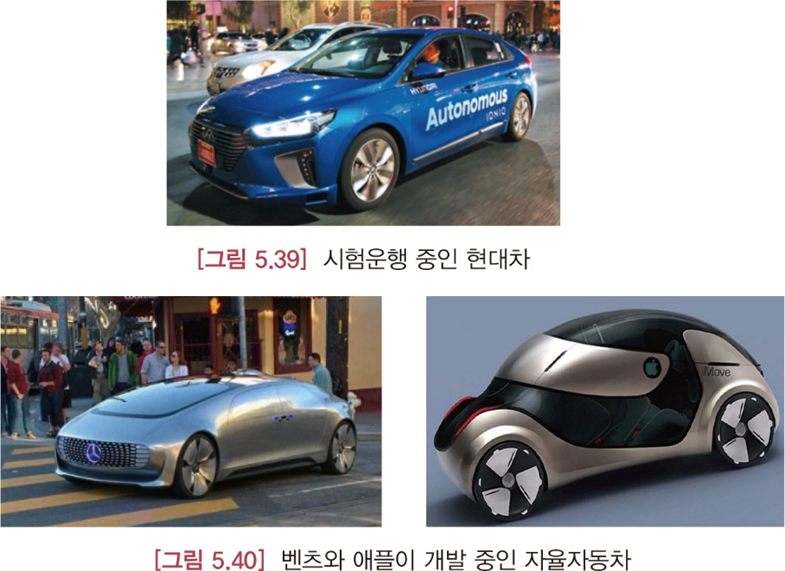 HYUNDAI
Autonomous
IONIQ
[그림 5.39] 시험운행 중인 현대차
iMove
[그림 5.40] 벤츠와 애플이 개발 중인 자율자동차